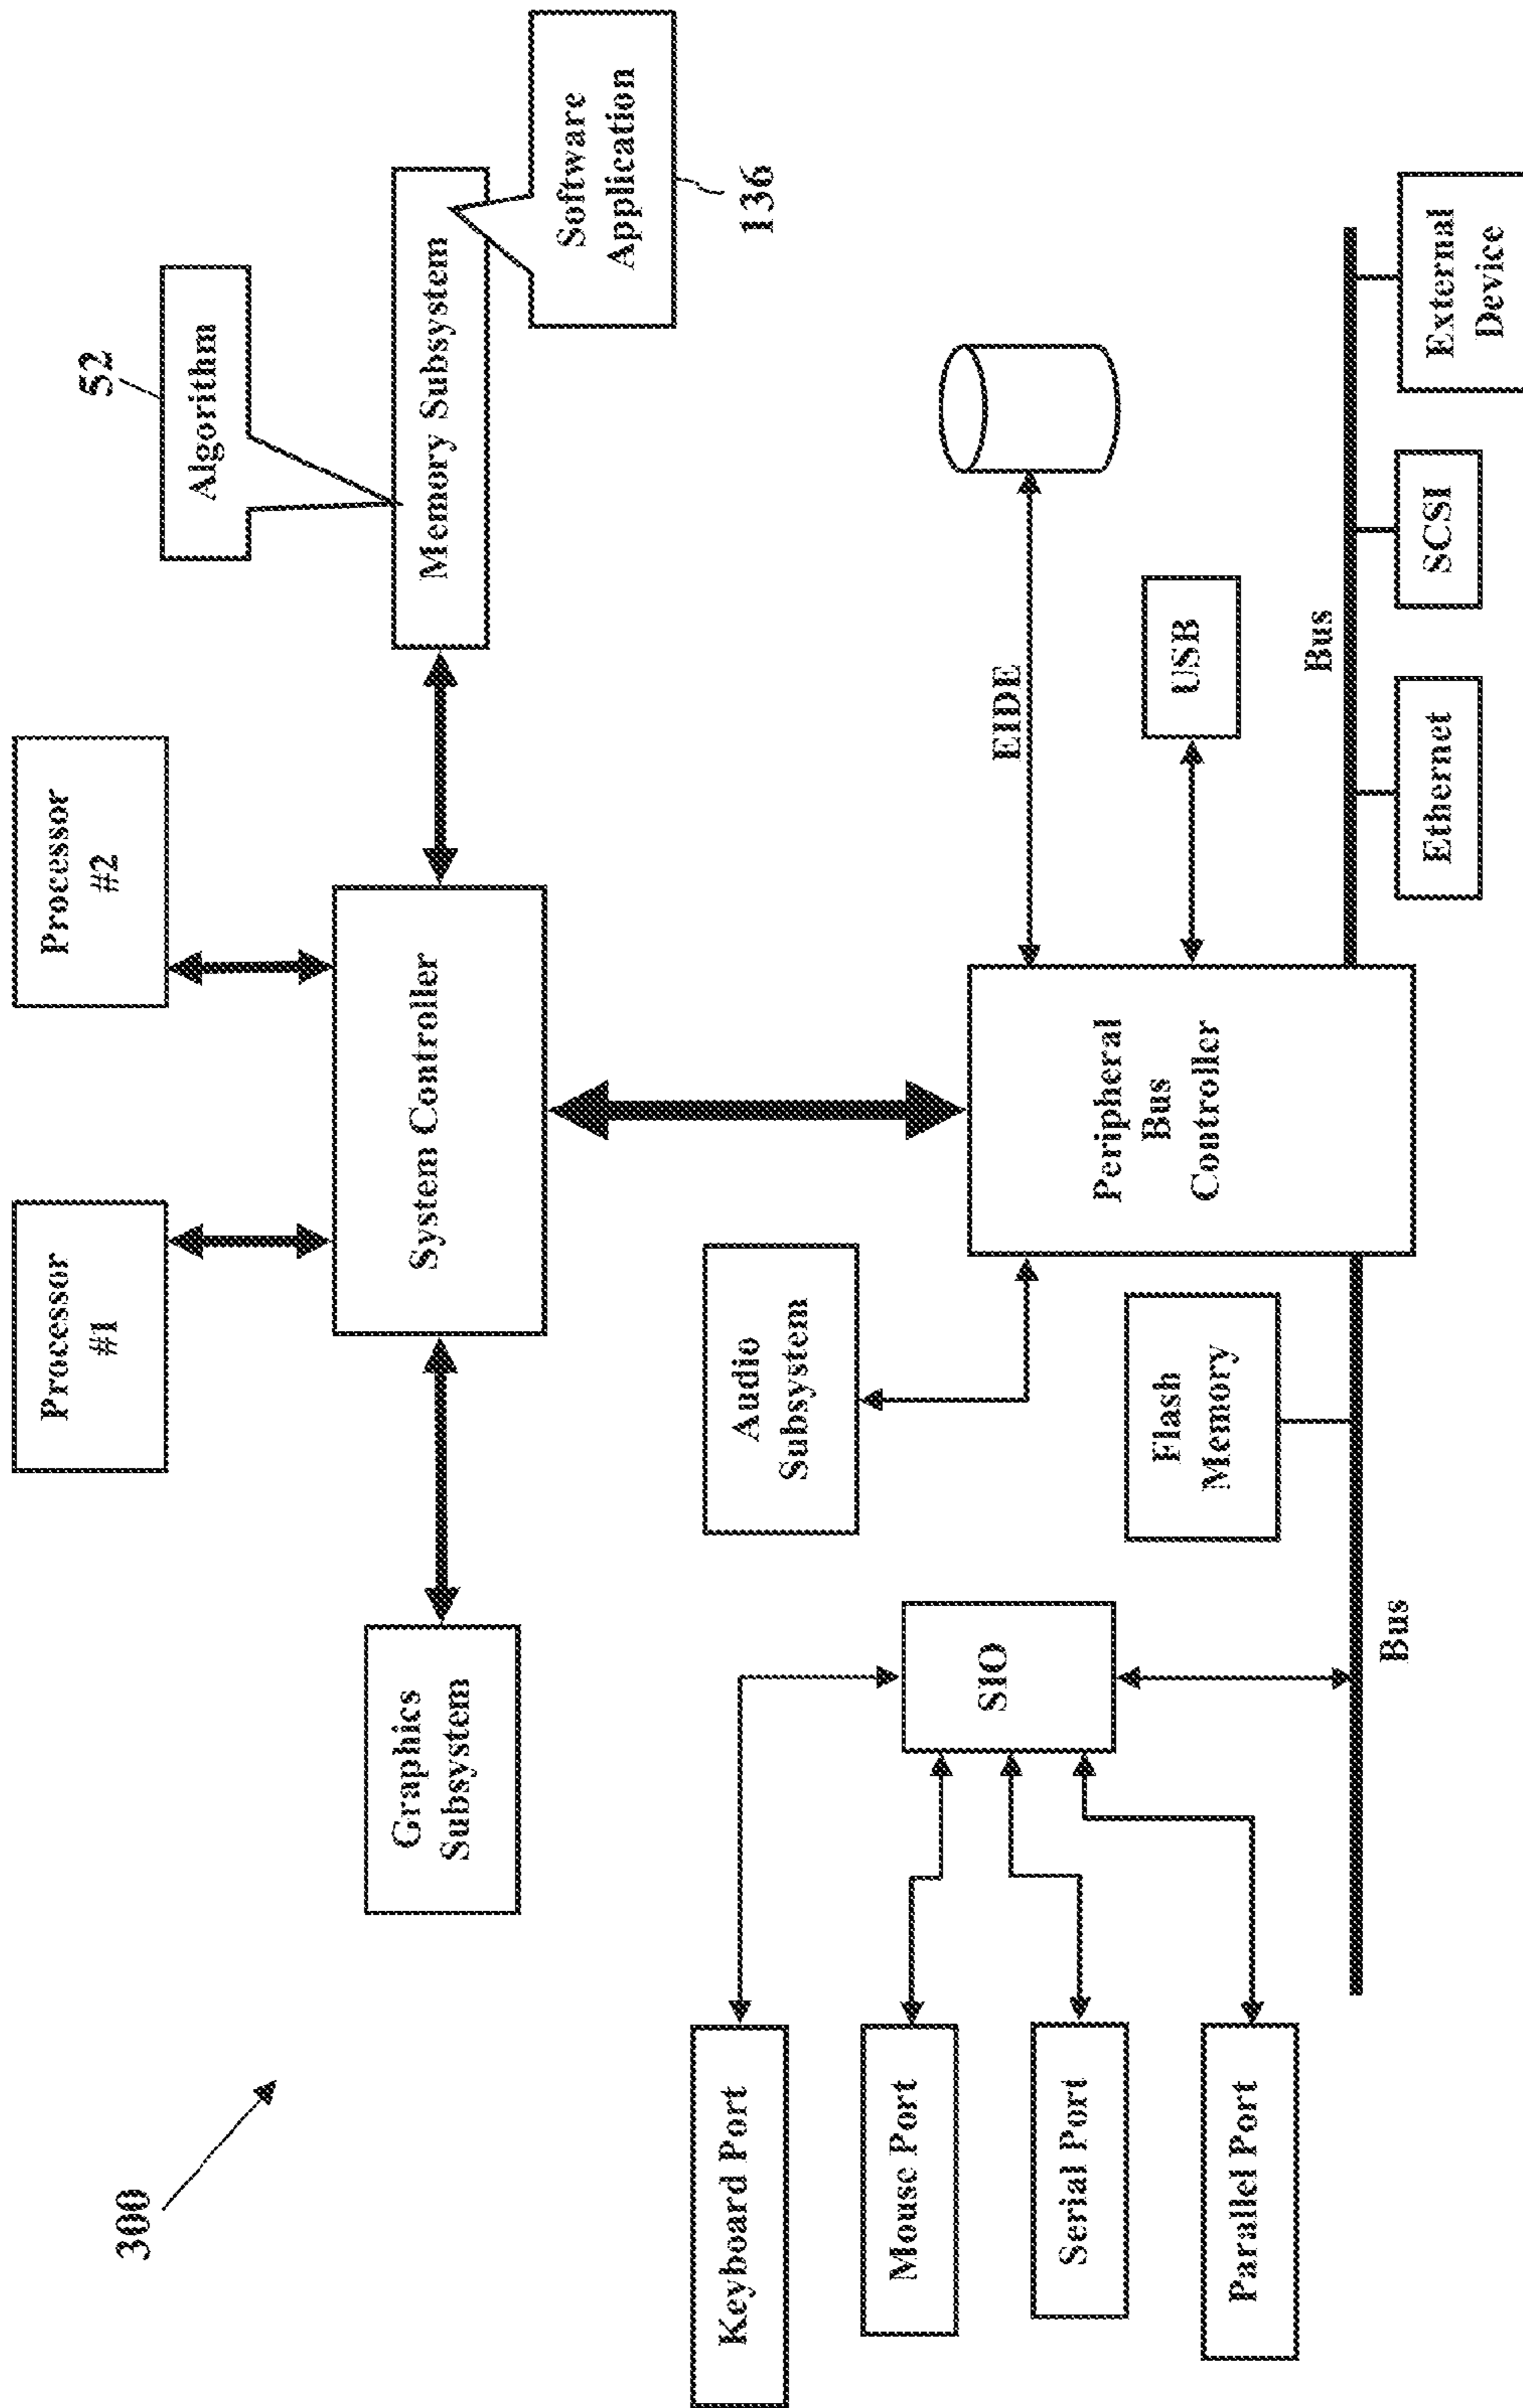 300
52
Processor
#1
Processor
#2
Algorithm
Graphics
Subsystem
System Controller
Memory Subsystem
Software
Application
136
Keyboard Port
Mouse Port
Serial Port
Parallel Port
SIO
Audio
Subsystem
Flash
Memory
Peripheral
Bus
Controller
EIDE
USB
Bus
Bus
Ethernet
SCSI
External
Device